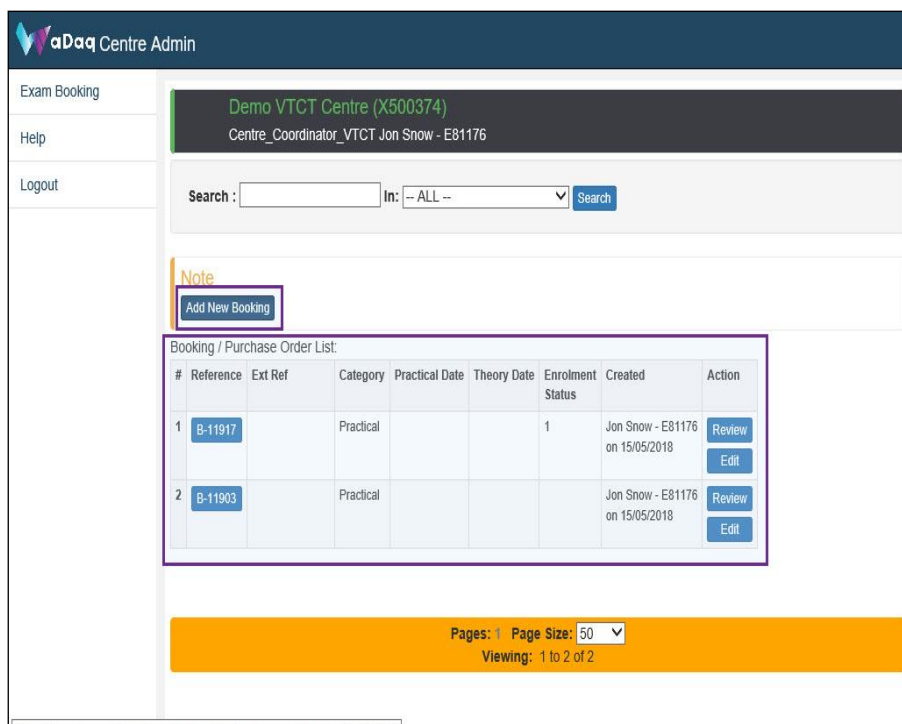 aDaq Centre Admin
Exam Booking
Help
Logout
Demo VTCT Centre (X500374)
Centre_Coordinator_VTCT Jon Snow - E81176
Search : In: -- ALL -- Search
Note
Add New Booking
Booking / Purchase Order List:
# Reference Ext Ref Category Practical Date Theory Date Enrolment Status Created Action
1 B-11917 Practical 1 Jon Snow - E81176 on 15/05/2018 Review
Edit
2 B-11903 Practical Jon Snow - E81176 on 15/05/2018 Review
Edit
Pages: 1 Page Size: 50
Viewing: 1 to 2 of 2